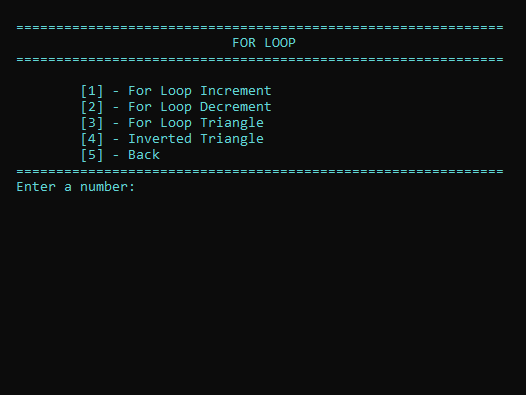 =============================================================
FOR LOOP
=============================================================
[1] - For Loop Increment
[2] - For Loop Decrement
[3] - For Loop Triangle
[4] - Inverted Triangle
[5] - Back
=============================================================
Enter a number: